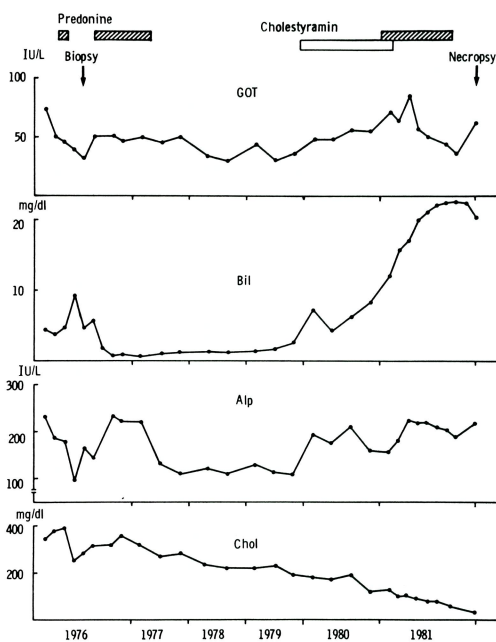 Predonine
Cholestyramin
IU/L
Biopsy
Necropsy
100
GOT
50
mg/dl
20
Bil
10
IU/L
300
Alp
200
100
mg/dl
400
Chol
200
1976 1977 1978 1979 1980 1981